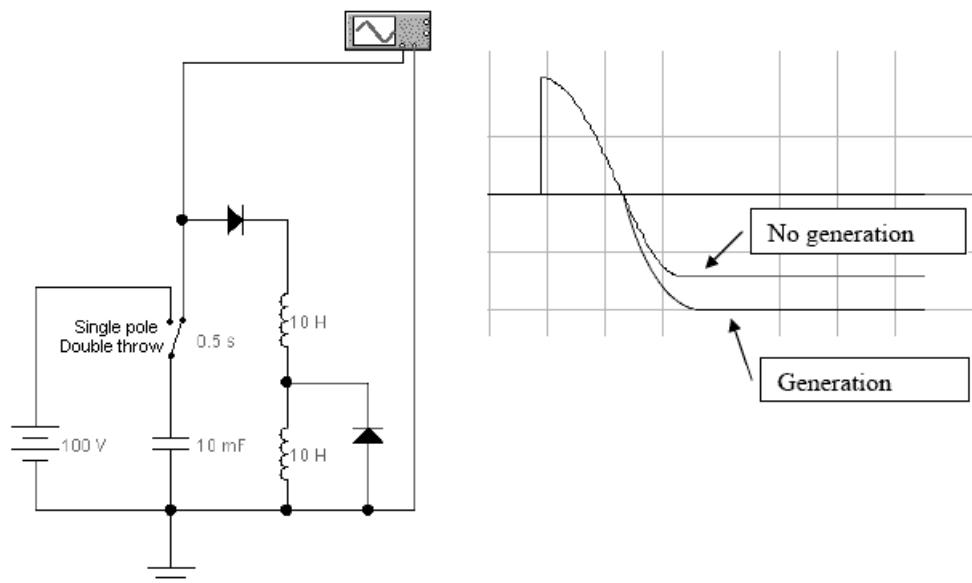 10 H
Single pole
Double throw
0.5 s
100 V
10 mF
10 H
No generation
Generation